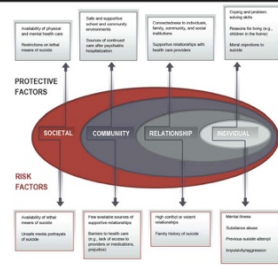 Availability of physical
and mental health care
Restrictions on lethal
means of suicide
Safe and supportive
school and community
environments
Sources of continued
care after psychiatric
hospitalization
Connectedness to individuals,
family, community, and
social institutions
Supportive relationships with
health care providers
Coping and problem
solving skills
Reasons for living (e.g.,
children in the home)
Moral objections to
suicide
PROTECTIVE
FACTORS
SOCIETAL
COMMUNITY
RELATIONSHIP
INDIVIDUAL
RISK
FACTORS
Availability of lethal
means of suicide
Unsafe media portrayals
of suicide
Few available sources of
supportive relationships
Barriers to health care
(e.g., lack of access to
providers or medications,
prejudice)
High conflict or violent
relationships
Family history of suicide
Mental illness
Substance abuse
Previous suicide attempt
Impulsivity/aggression